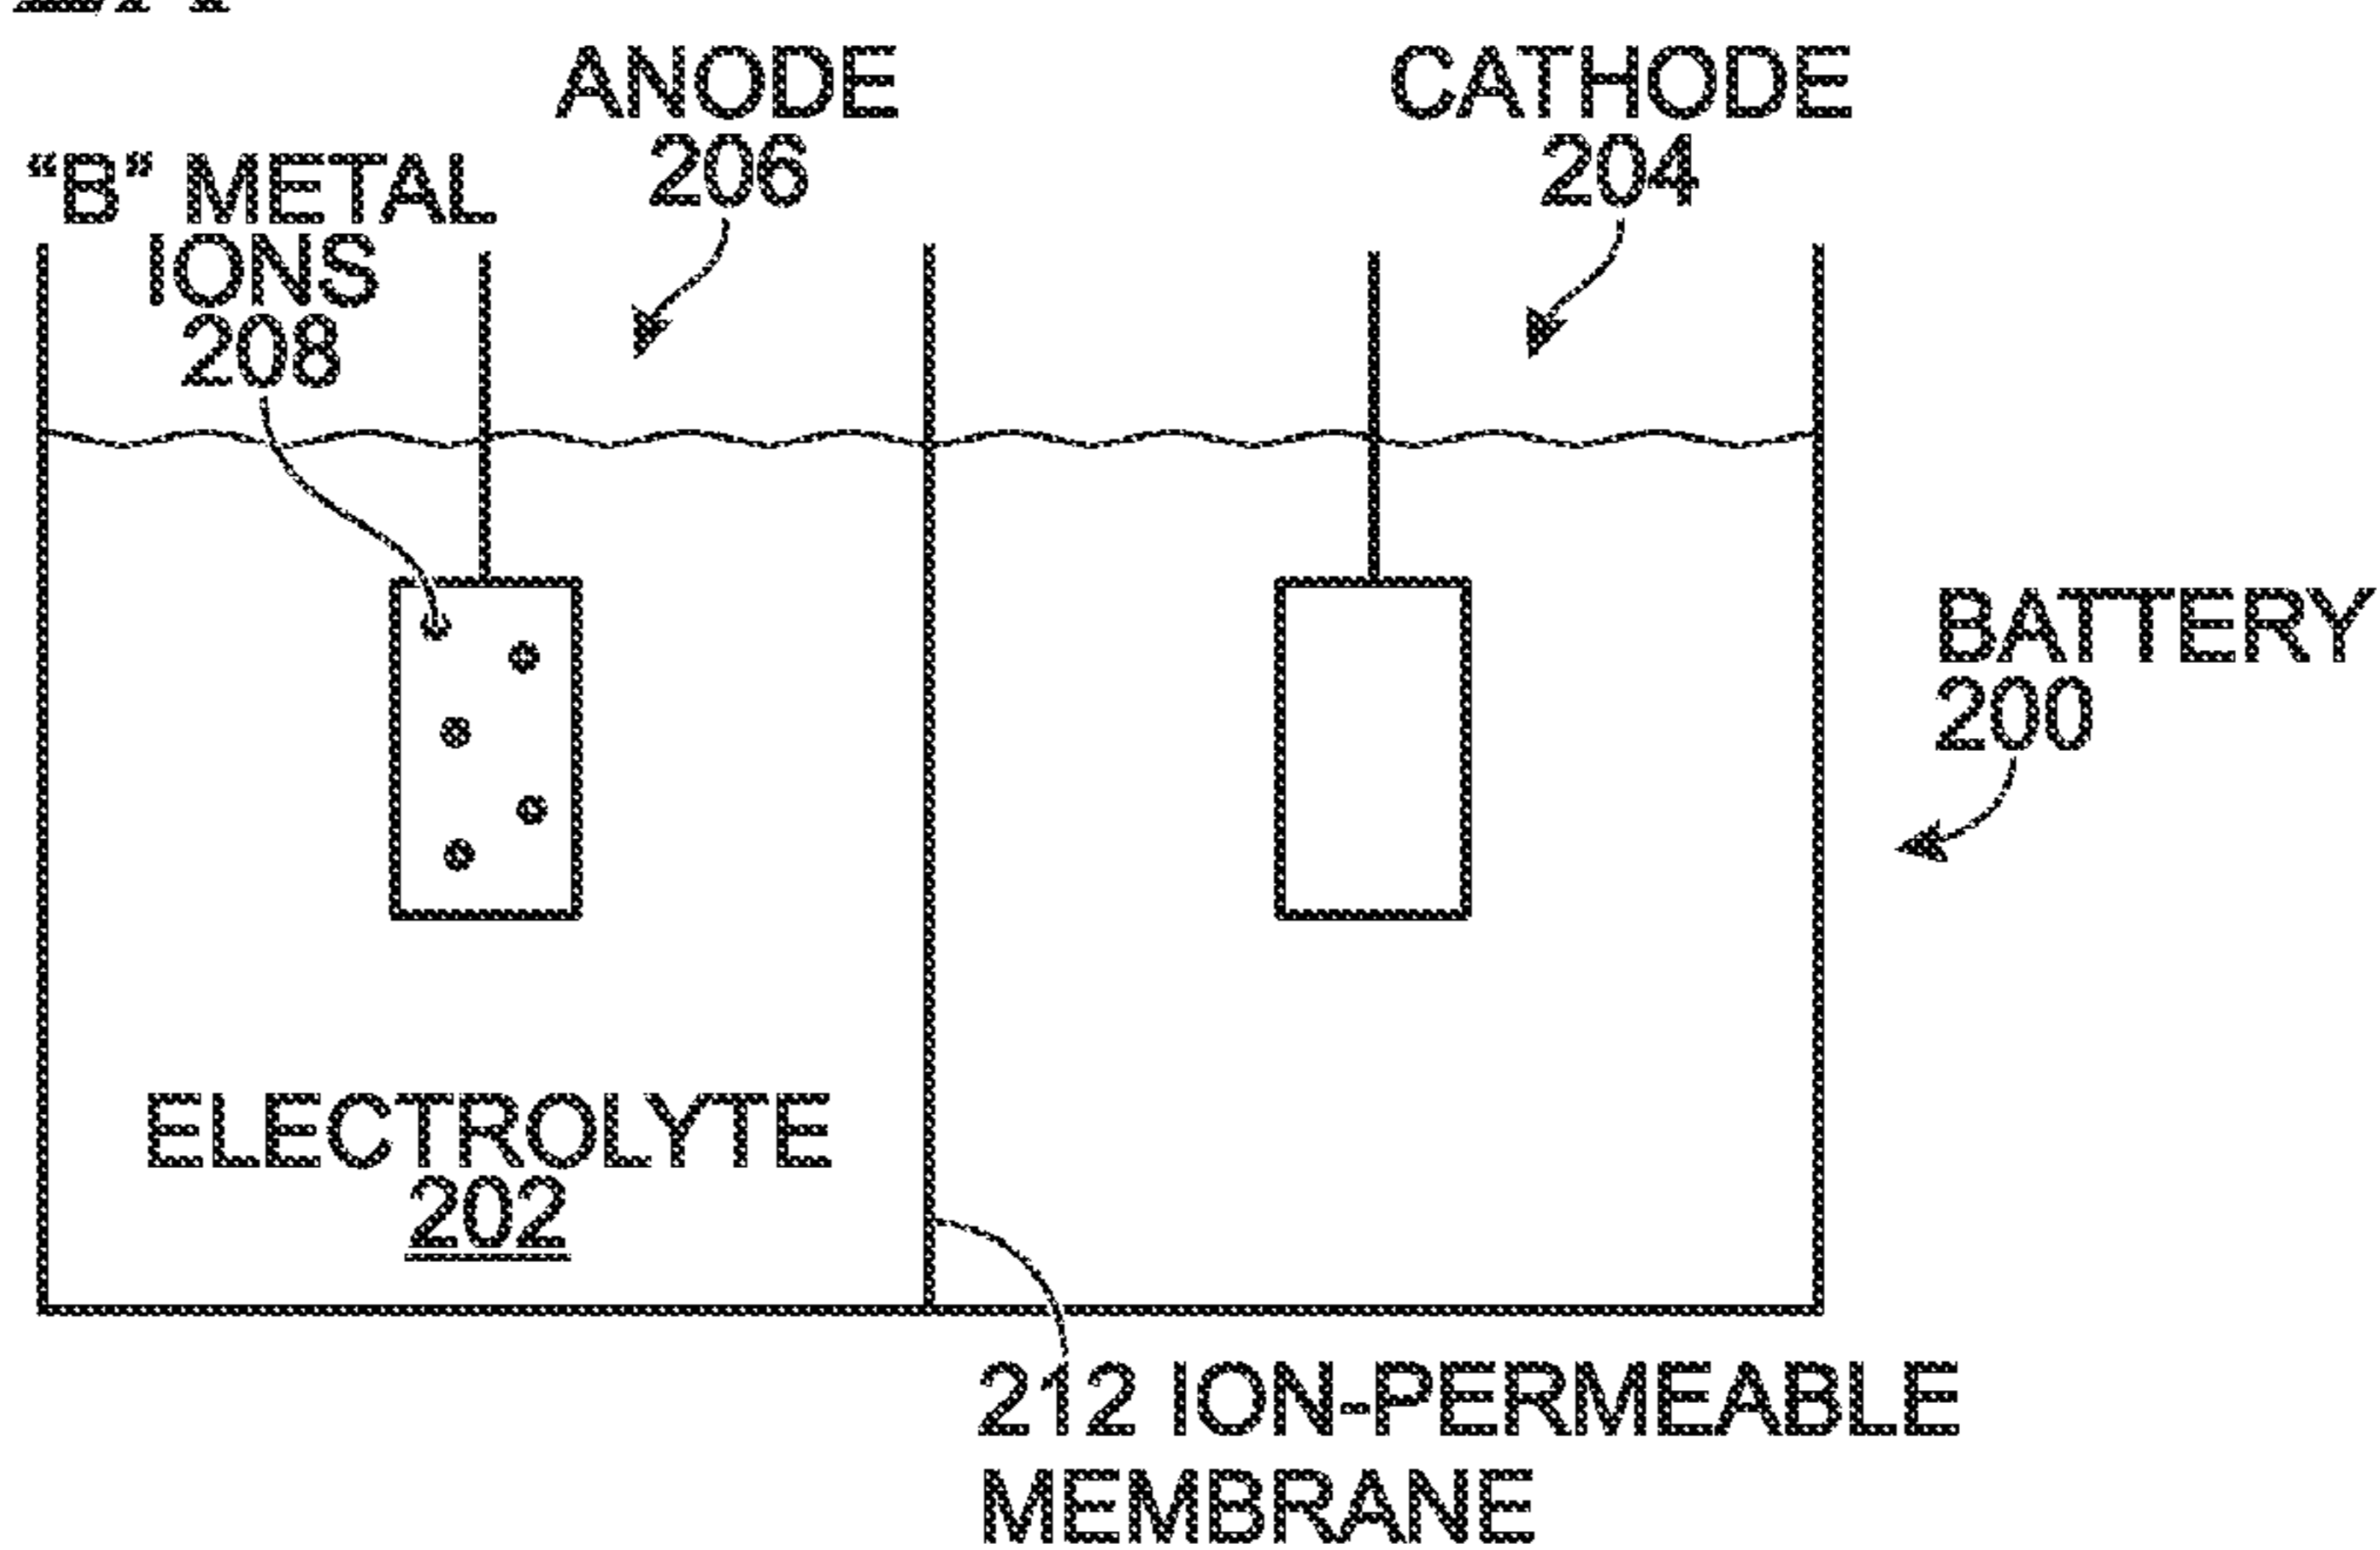 ANODE
206
CATHODE
204
“B” METAL
IONS
208
BATTERY
200
ELECTROLYTE
202
212 ION-PERMEABLE
MEMBRANE